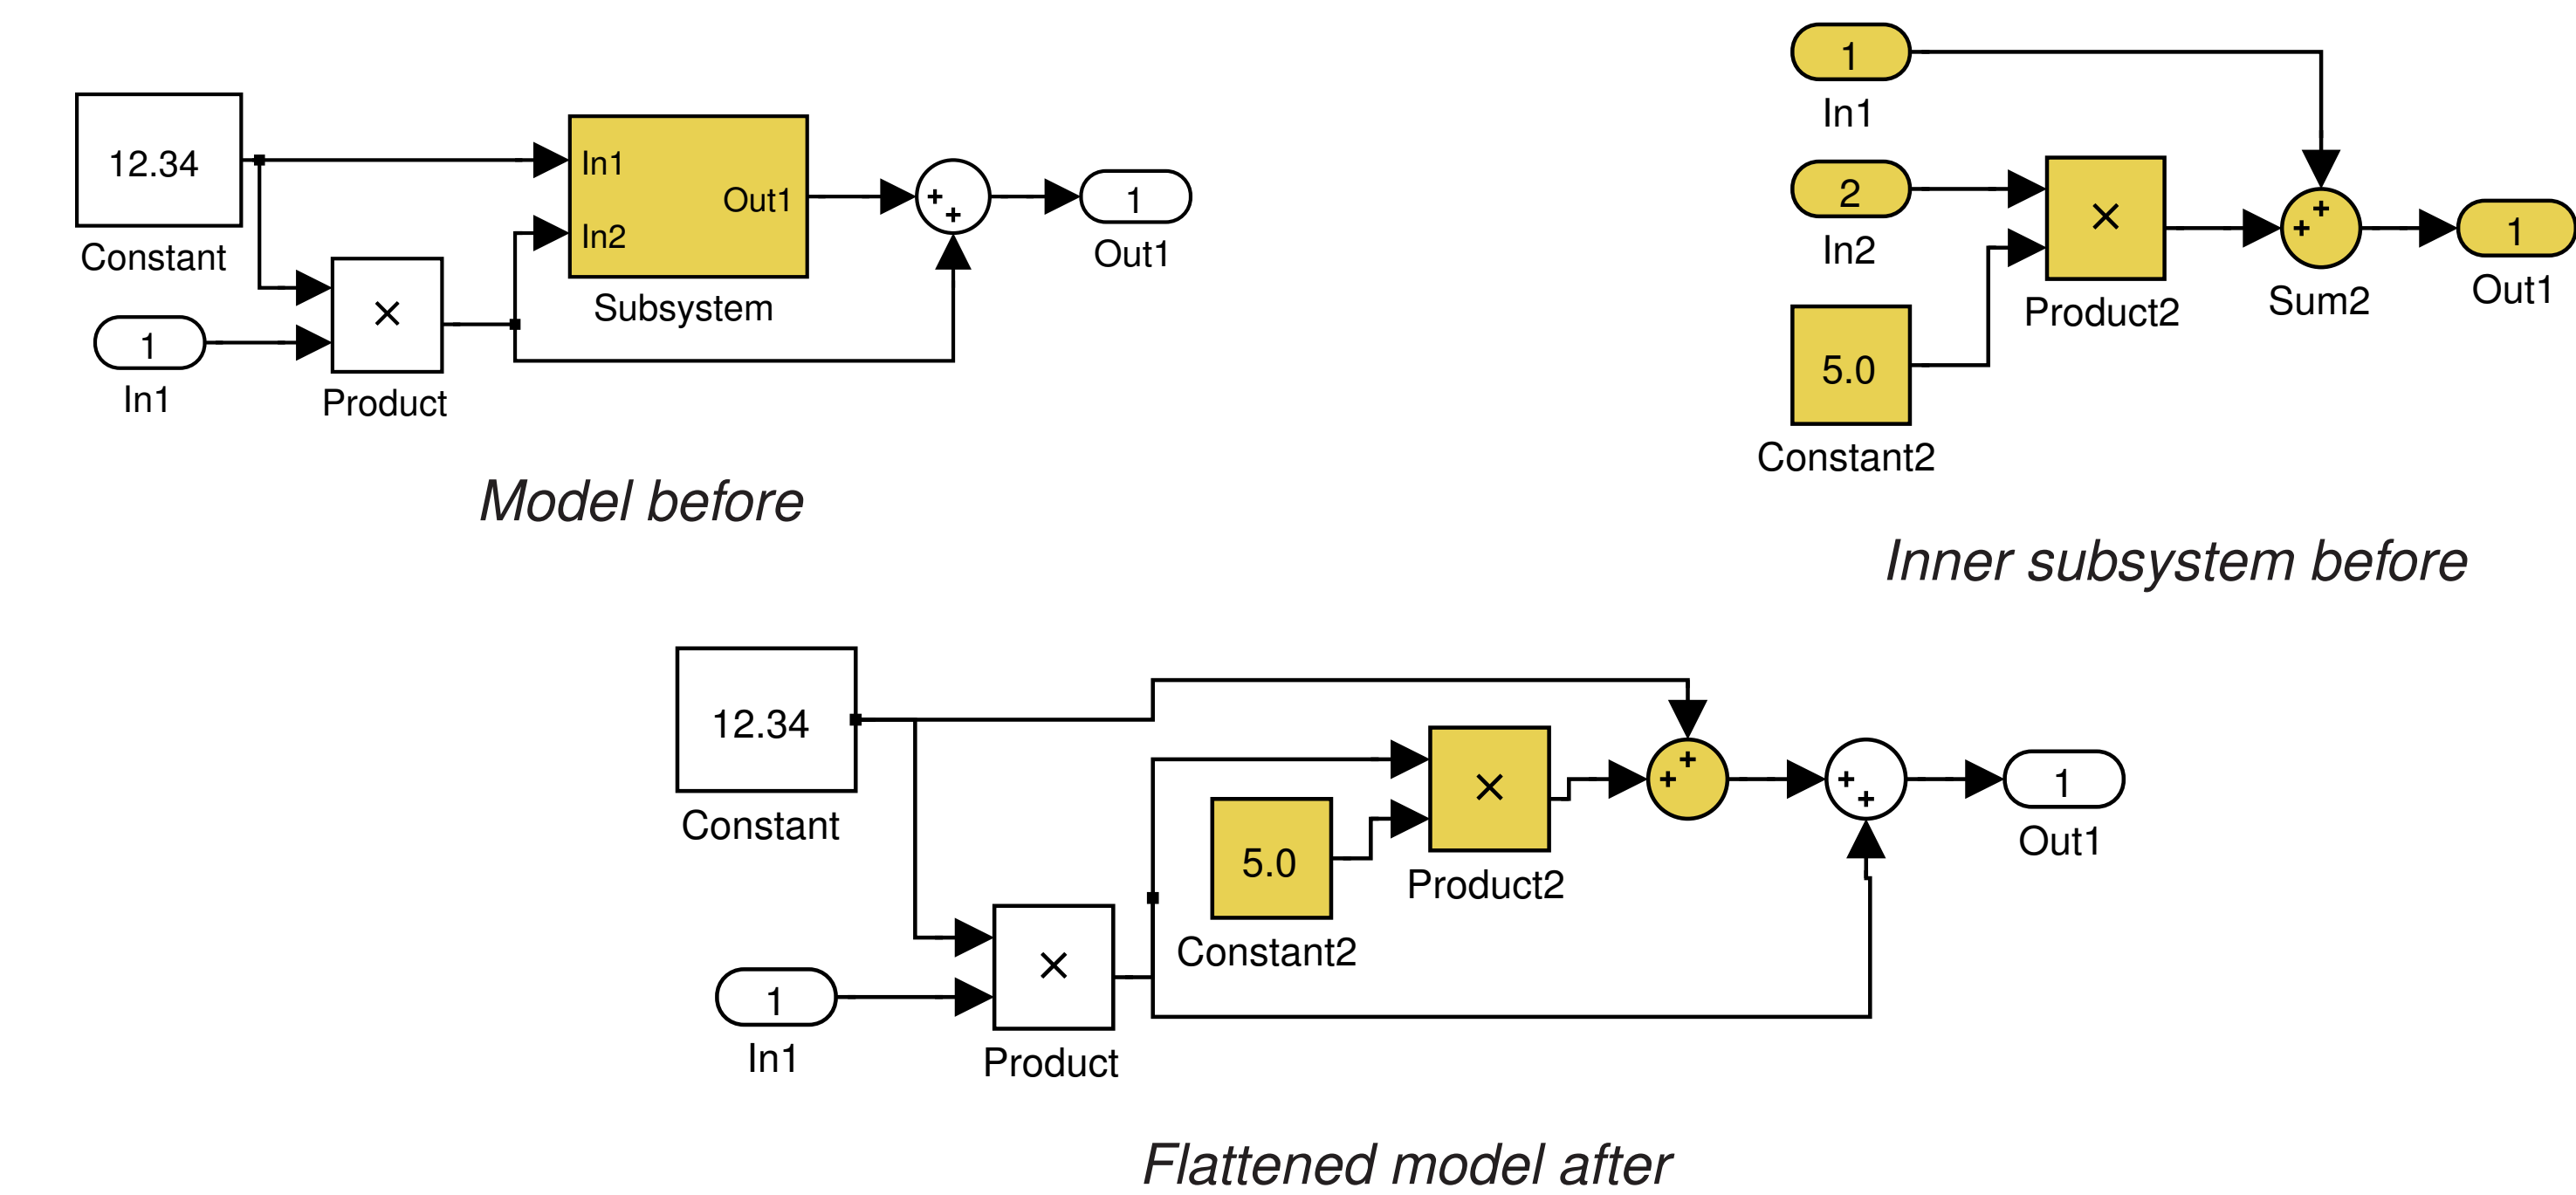 12.34
Constant
1
In1
×
Product
In1
In2
Out1
Subsystem
+
+
1
Out1
Model before
1
In1
2
In2
5.0
Constant2
×
Product2
+
+
Sum2
1
Out1
Inner subsystem before
12.34
Constant
1
In1
×
Product
5.0
Constant2
×
Product2
+
+
+
+
1
Out1
Flattened model after